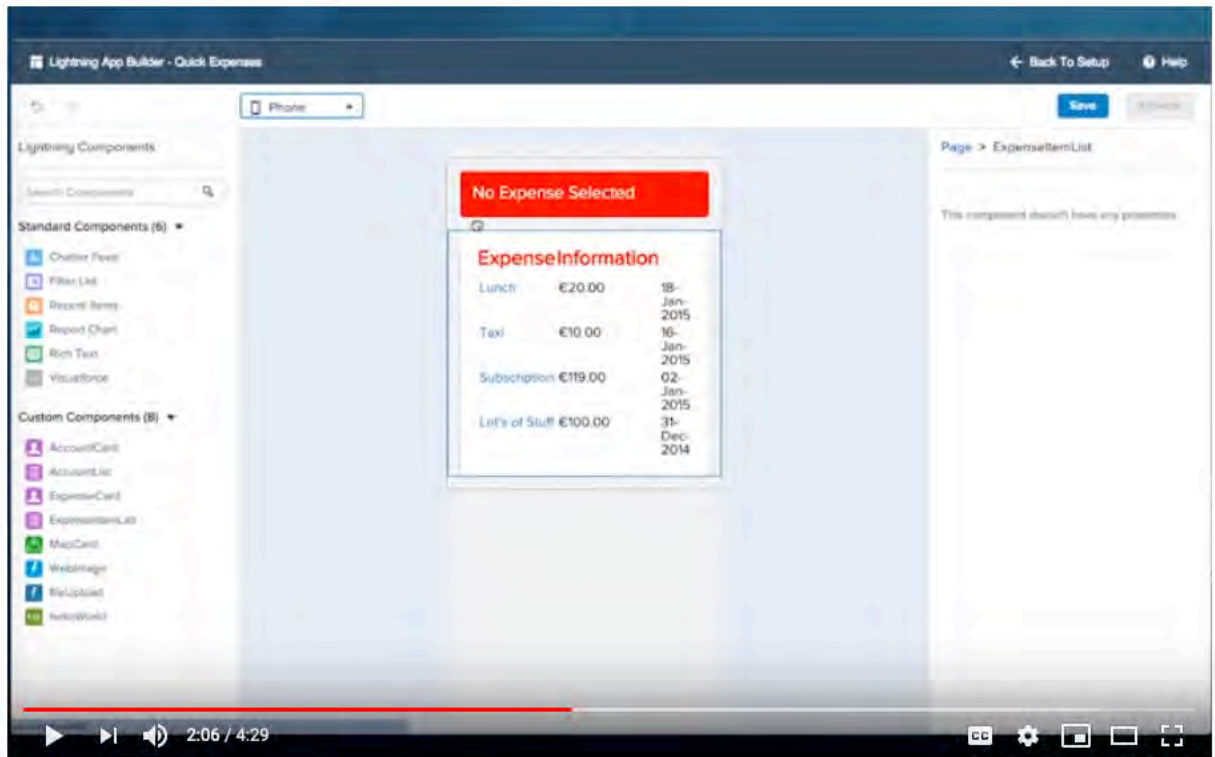 Lightning App Builder - Quick Expenses
Back To Setup
Help
Phone
Save
Lightning Components
Page > ExpenseItemList
Search Components
This component doesn't have any properties.
Standard Components (6)
Chatter Feed
Filter List
Recent Items
Report Chart
Rich Text
Visualforce
Custom Components (8)
AccountCard
AccountList
ExpenseCard
ExpenseItemList
MapCard
WebImage
fileUpload
helloWorld
No Expense Selected
ExpenseInformation
Lunch €20.00 18-
Jan-
2015
Taxi €10.00 16-
Jan-
2015
Subscription €119.00 02-
Jan-
2015
Lot's of Stuff €100.00 31-
Dec-
2014
2:06 / 4:29
CC